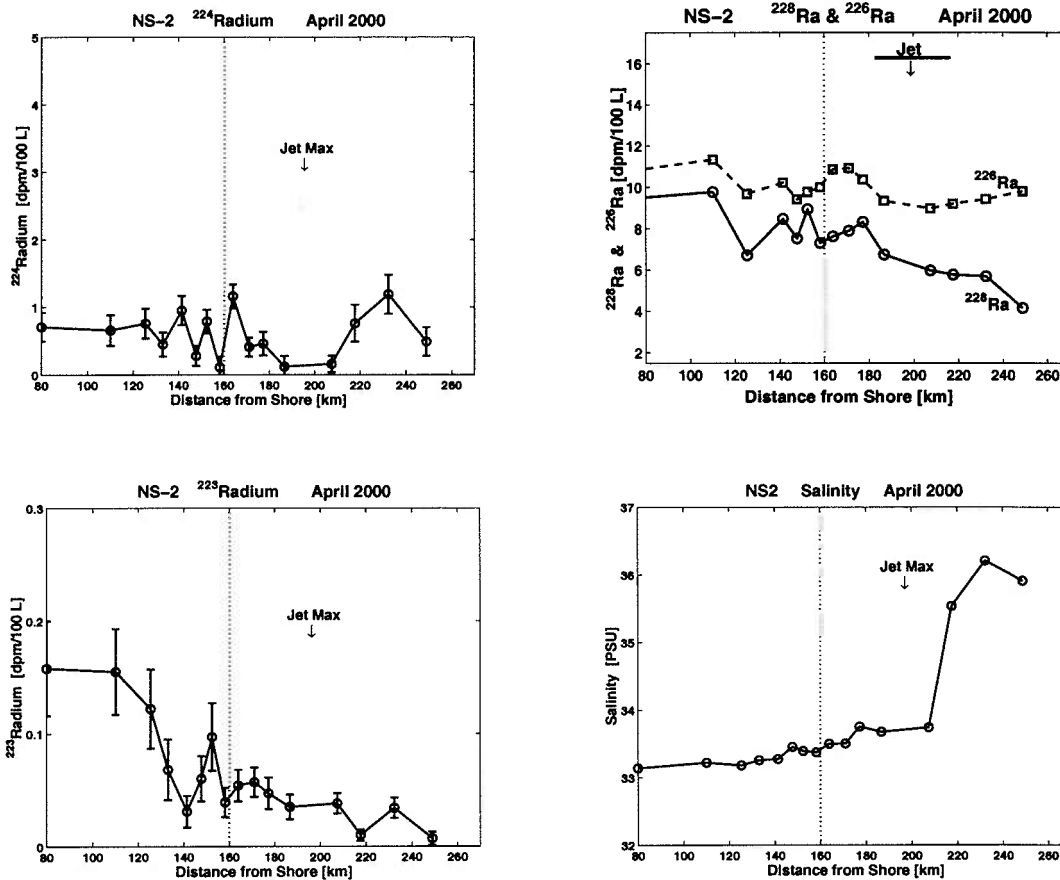 NS-2 224Radium April 2000
5
4
3
2
1
0
224Radium [dpm/100 L]
Jet Max
↓
80 100 120 140 160 180 200 220 240 260
Distance from Shore [km]
NS-2 228Ra & 226Ra April 2000
16
14
12
10
8
6
4
2
228Ra & 226Ra [dpm/100 L]
Jet
↓
226Ra
228Ra
80 100 120 140 160 180 200 220 240 260
Distance from Shore [km]
NS-2 223Radium April 2000
0.3
0.2
0.1
0
223Radium [dpm/100 L]
Jet Max
↓
80 100 120 140 160 180 200 220 240 260
Distance from Shore [km]
NS2 Salinity April 2000
37
36
35
34
33
32
Salinity [PSU]
Jet Max
↓
80 100 120 140 160 180 200 220 240 260
Distance from Shore [km]